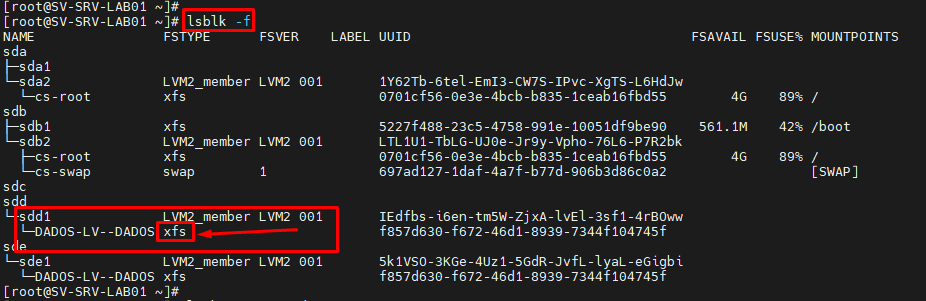 [root@SV-SRV-LAB01 ~]#
[root@SV-SRV-LAB01 ~]# lsblk -f
NAME FSTYPE FSVER LABEL UUID FSAVAIL FSUSE% MOUNTPOINTS
sda
├─sda1
└─sda2 LVM2_member LVM2 001 1Y62Tb-6tel-EmI3-CW7S-IPvc-XgTS-L6HdJw
└─cs-root xfs 0701cf56-0e3e-4bcb-b835-1ceab16fbd55 4G 89% /
sdb
├─sdb1 xfs 5227f488-23c5-4758-991e-10051df9be90 561.1M 42% /boot
└─sdb2 LVM2_member LVM2 001 LTL1U1-TbLG-UJ0e-Jr9y-Vpho-76L6-P7R2bk
├─cs-root xfs 0701cf56-0e3e-4bcb-b835-1ceab16fbd55 4G 89% /
└─cs-swap swap 1 697ad127-1daf-4a7f-b77d-906b3d86c0a2 [SWAP]
sdc
sdd
└─sdd1 LVM2_member LVM2 001 IEdfbs-i6en-tm5W-ZjxA-lvEl-3sf1-4rBOww
└─DADOS-LV--DADOS xfs f857d630-f672-46d1-8939-7344f104745f
sde
└─sde1 LVM2_member LVM2 001 5k1VSO-3KGe-4Uz1-5GdR-JvfL-lyaL-eGigbi
└─DADOS-LV--DADOS xfs f857d630-f672-46d1-8939-7344f104745f
[root@SV-SRV-LAB01 ~]#